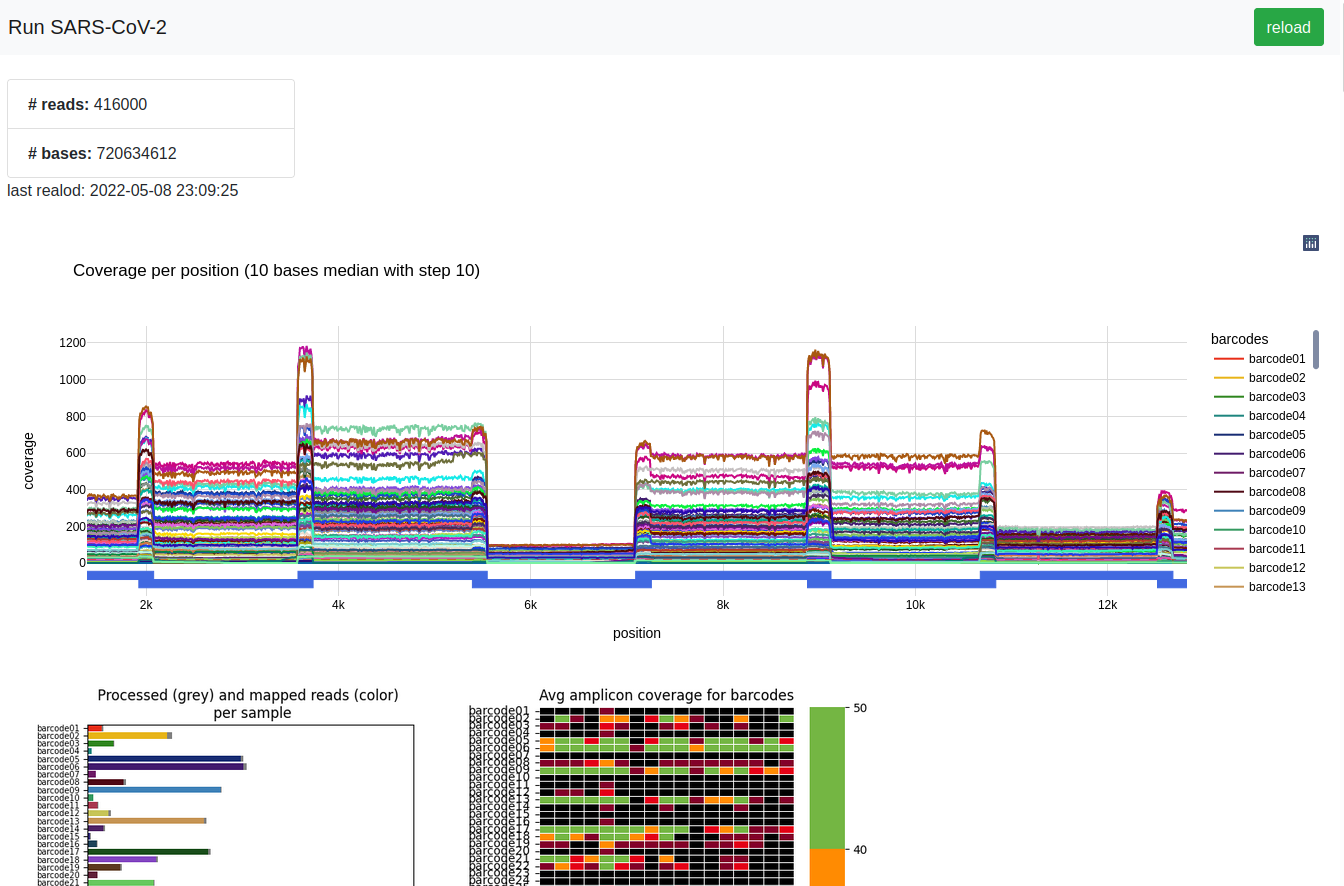 Run SARS-CoV-2
reload
# reads: 416000
# bases: 720634612
last realod: 2022-05-08 23:09:25
Coverage per position (10 bases median with step 10)
coverage
1200
1000
800
600
400
200
0
2k
4k
6k
8k
10k
12k
position
barcodes
barcode01
barcode02
barcode03
barcode04
barcode05
barcode06
barcode07
barcode08
barcode09
barcode10
barcode11
barcode12
barcode13
Processed (grey) and mapped reads (color)
per sample
barcode01
barcode02
barcode03
barcode04
barcode05
barcode06
barcode07
barcode08
barcode09
barcode10
barcode11
barcode12
barcode13
barcode14
barcode15
barcode16
barcode17
barcode18
barcode19
barcode20
barcode21
Avg amplicon coverage for barcodes
barcode01
barcode02
barcode03
barcode04
barcode05
barcode06
barcode07
barcode08
barcode09
barcode10
barcode11
barcode12
barcode13
barcode14
barcode15
barcode16
barcode17
barcode18
barcode19
barcode20
barcode21
barcode22
barcode23
barcode24
50
40